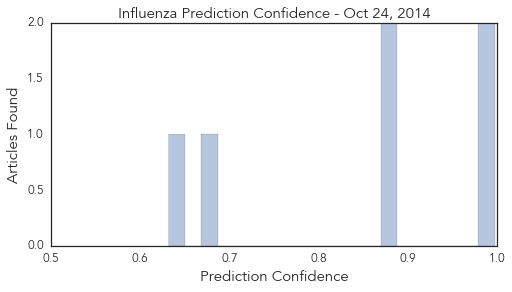 Influenza Prediction Confidence - Oct 24, 2014
2.0
1.5
1.0
0.5
0.0
Articles Found
0.5 0.6 0.7 0.8 0.9 1.0
Prediction Confidence